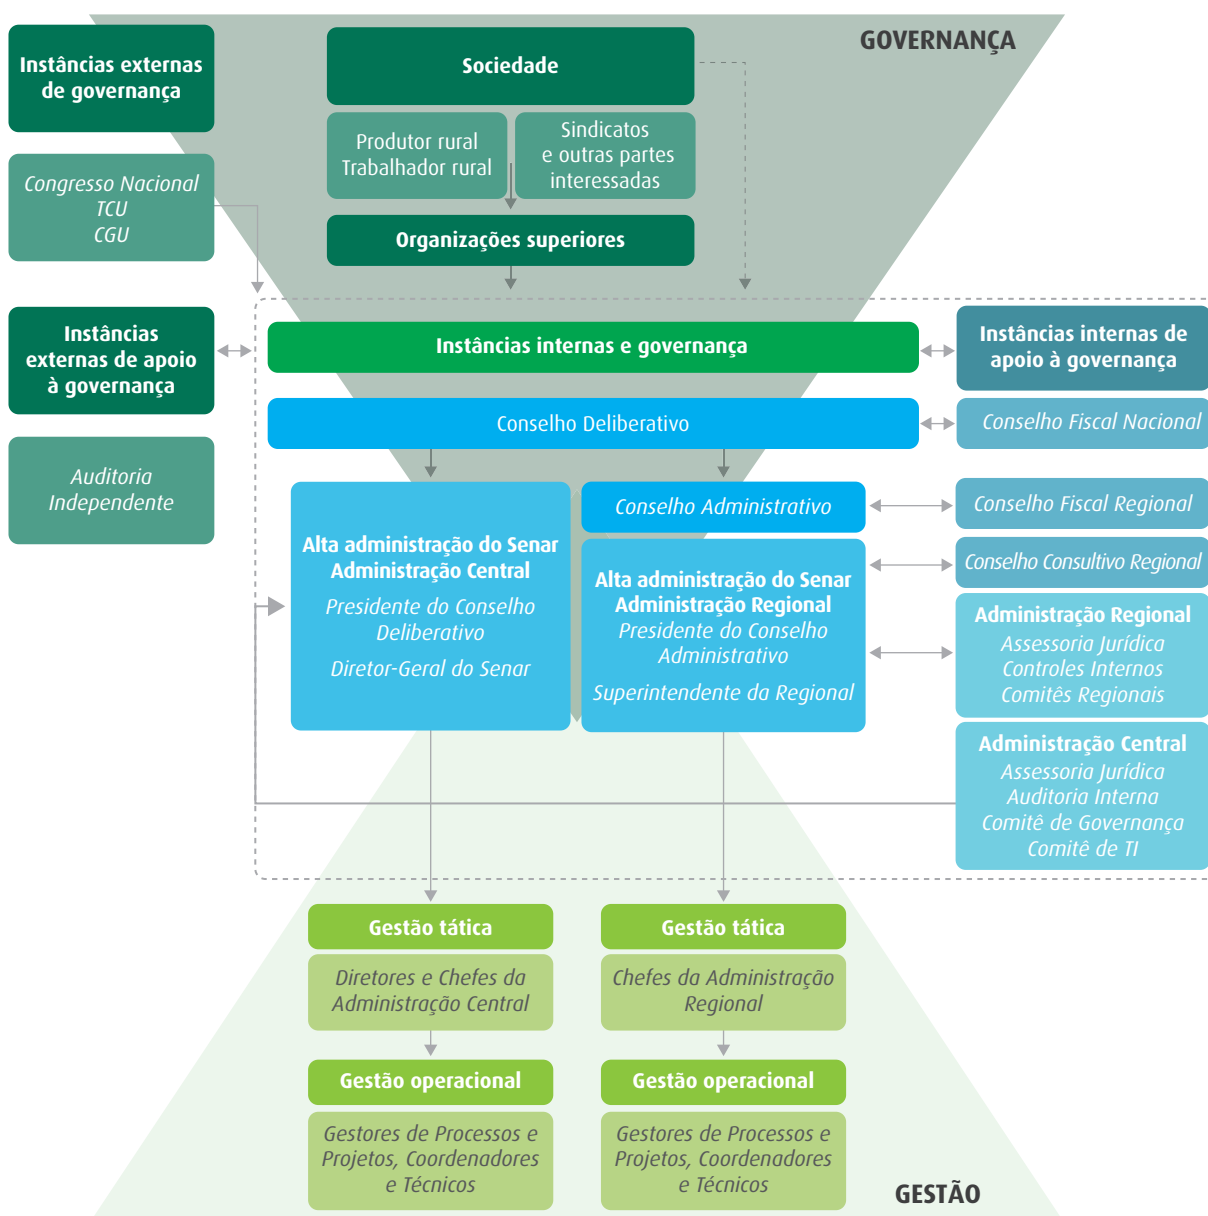 GOVERNANÇA
Instâncias externas
de governança
Sociedade
Produtor rural
Trabalhador rural
Sindicatos
e outras partes
interessadas
Congresso Nacional
TCU
CGU
Organizações superiores
Instâncias
externas de apoio
à governança
Instâncias internas e governança
Instâncias internas de
apoio à governança
Conselho Deliberativo
Conselho Fiscal Nacional
Auditoria
Independente
Alta administração do Senar
Administração Central
Presidente do Conselho
Deliberativo
Diretor-Geral do Senar
Conselho Administrativo
Conselho Fiscal Regional
Alta administração do Senar
Administração Regional
Presidente do Conselho
Administrativo
Superintendente da Regional
Conselho Consultivo Regional
Administração Regional
Assessoria Jurídica
Controles Internos
Comitês Regionais
Administração Central
Assessoria Jurídica
Auditoria Interna
Comitê de Governança
Comitê de TI
Gestão tática
Diretores e Chefes da
Administração Central
Gestão operacional
Gestores de Processos e
Projetos, Coordenadores
e Técnicos
Gestão tática
Chefes da Administração
Regional
Gestão operacional
Gestores de Processos e
Projetos, Coordenadores
e Técnicos
GESTÃO